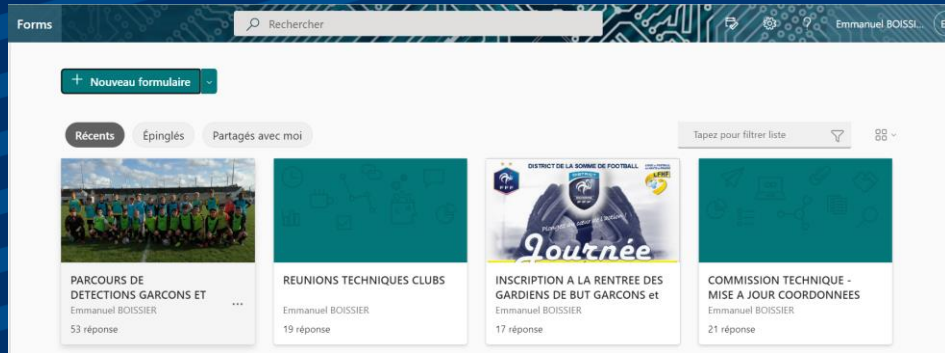 Forms
Rechercher
Emmanuel BOISSI...
+ Nouveau formulaire
Récents
Épinglés
Partagés avec moi
Tapez pour filtrer liste
DISTRICT DE LA SOMME DE FOOTBALL
FFF
DISTRICT
LFHF
Journée
PARCOURS DE
DETECTIONS GARCONS ET
...
Emmanuel BOISSIER
53 réponse
REUNIONS TECHNIQUES CLUBS
Emmanuel BOISSIER
19 réponse
INSCRIPTION A LA RENTREE DES
GARDIENS DE BUT GARCONS et
Emmanuel BOISSIER
17 réponse
COMMISSION TECHNIQUE -
MISE A JOUR COORDONNEES
Emmanuel BOISSIER
21 réponse